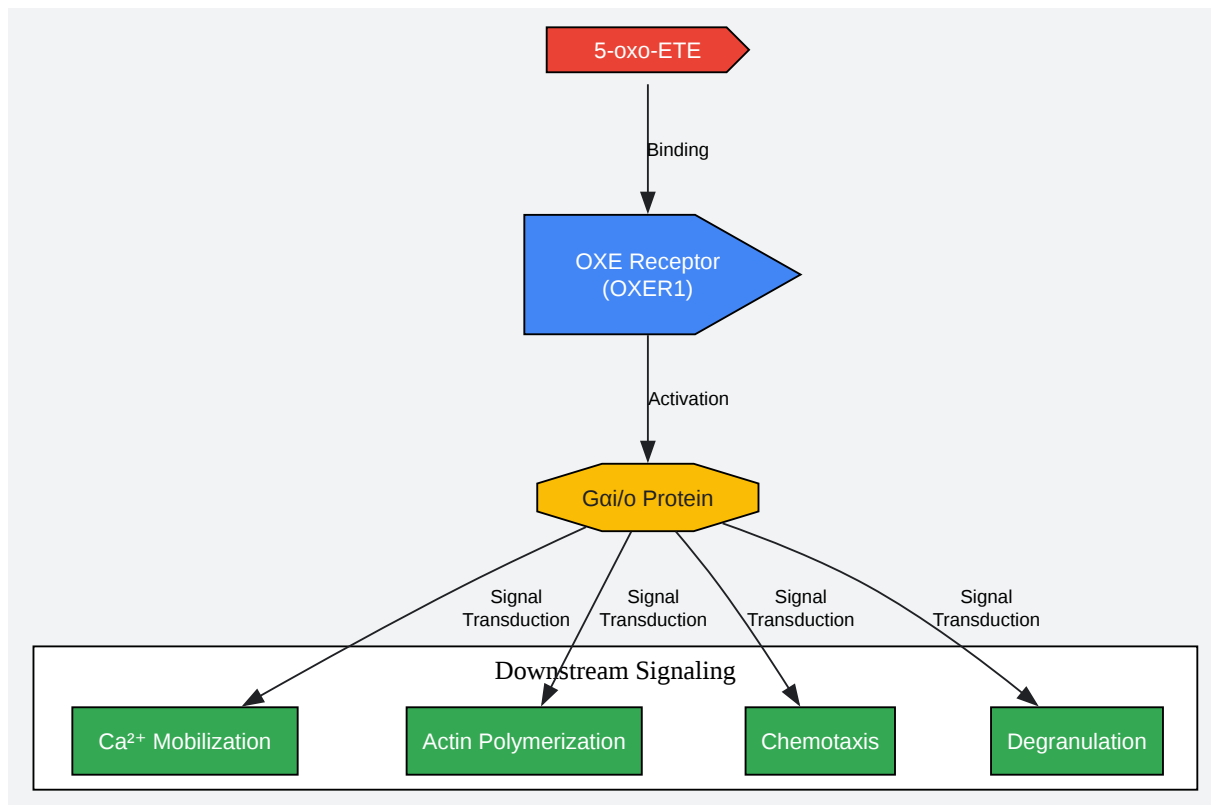 5-oxo-ETE
Binding
OXE Receptor
(OXER1)
Activation
Gαi/o Protein
Signal
Transduction
Signal
Transduction
Signal
Transduction
Signal
Transduction
Downstream Signaling
Ca²⁺ Mobilization
Actin Polymerization
Chemotaxis
Degranulation